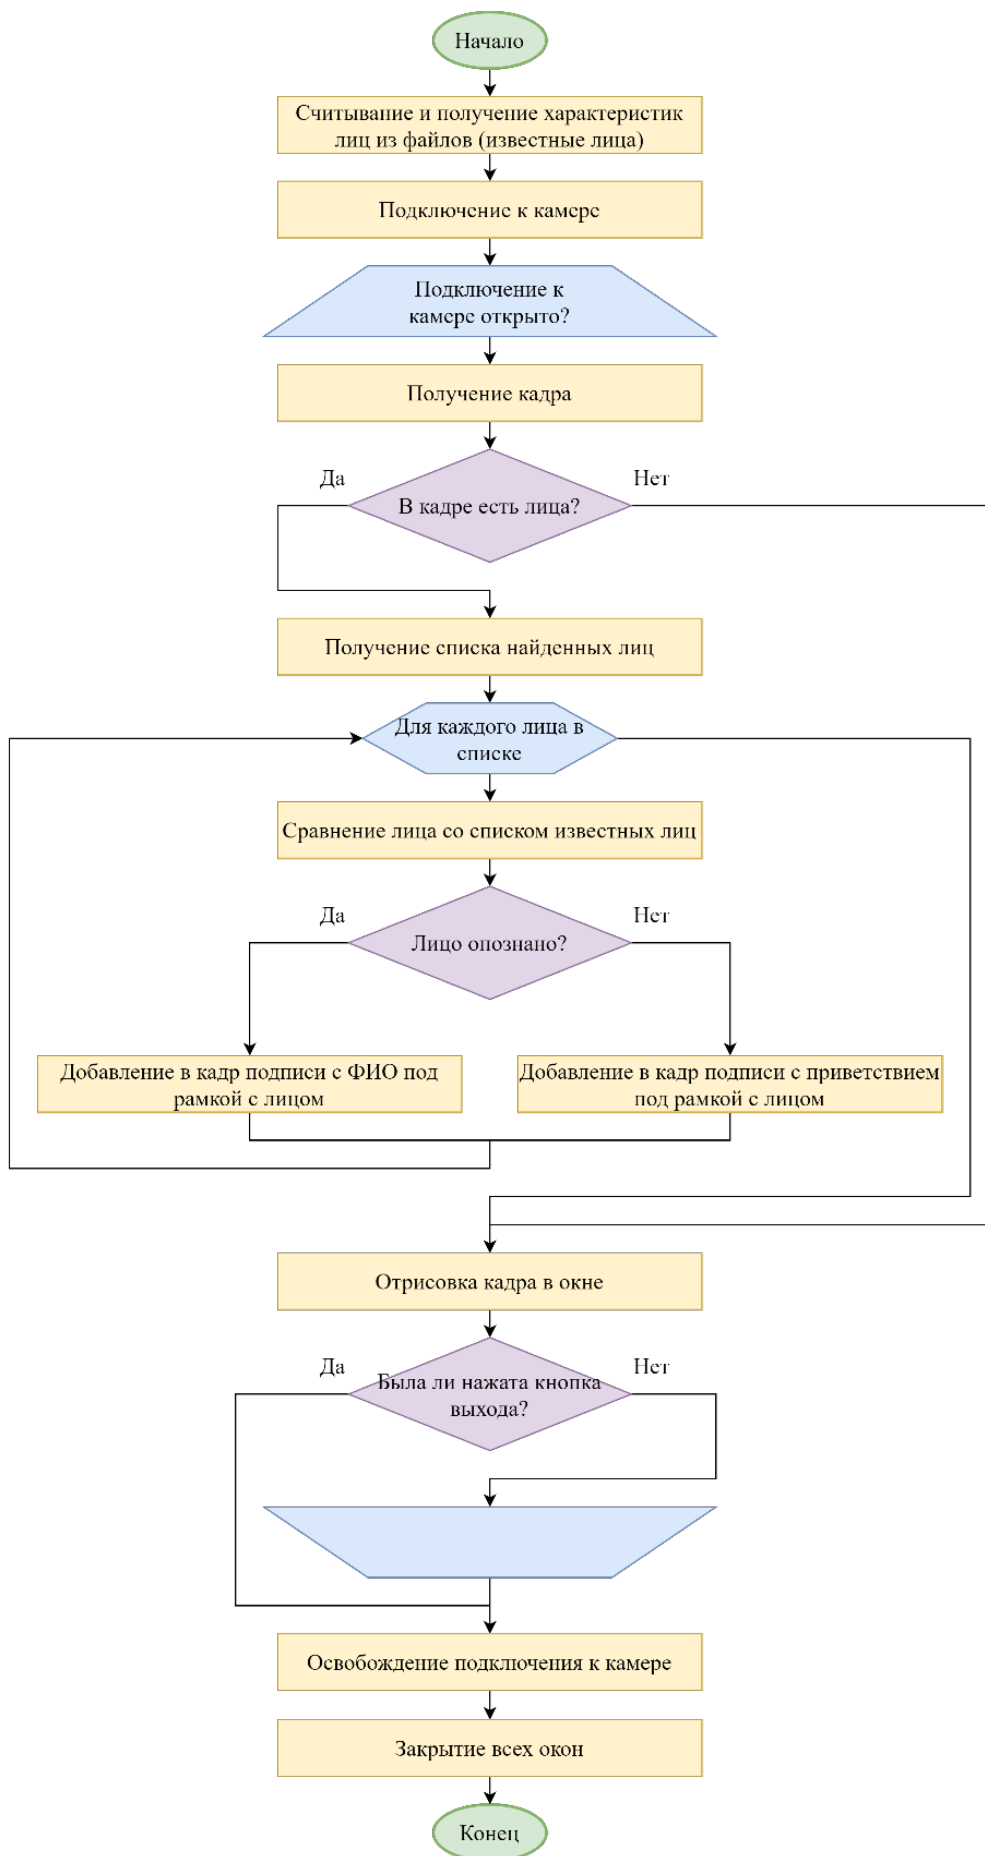 Начало
Считывание и получение характеристик
лиц из файлов (известные лица)
Подключение к камере
Подключение к
камере открыто?
Получение кадра
Да
Нет
В кадре есть лица?
Получение списка найденных лиц
Для каждого лица в
списке
Сравнение лица со списком известных лиц
Да
Нет
Лицо опознано?
Добавление в кадр подписи с ФИО под
рамкой с лицом
Добавление в кадр подписи с приветствием
под рамкой с лицом
Отрисовка кадра в окне
Да
Нет
Была ли нажата кнопка
выхода?
Освобождение подключения к камере
Закрытие всех окон
Конец